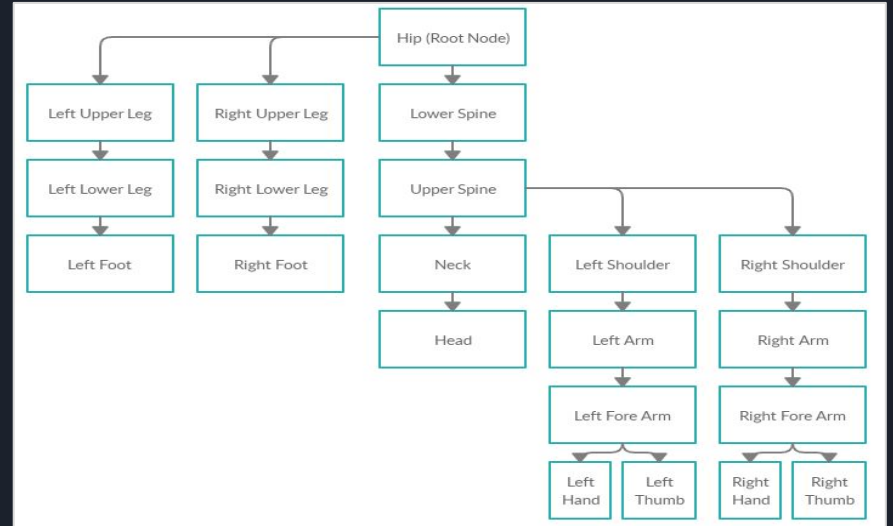 Hip (Root Node)
Left Upper Leg
Right Upper Leg
Lower Spine
Left Lower Leg
Right Lower Leg
Upper Spine
Left Foot
Right Foot
Neck
Left Shoulder
Right Shoulder
Head
Left Arm
Right Arm
Left Fore Arm
Right Fore Arm
Left
Hand
Left
Thumb
Right
Hand
Right
Thumb